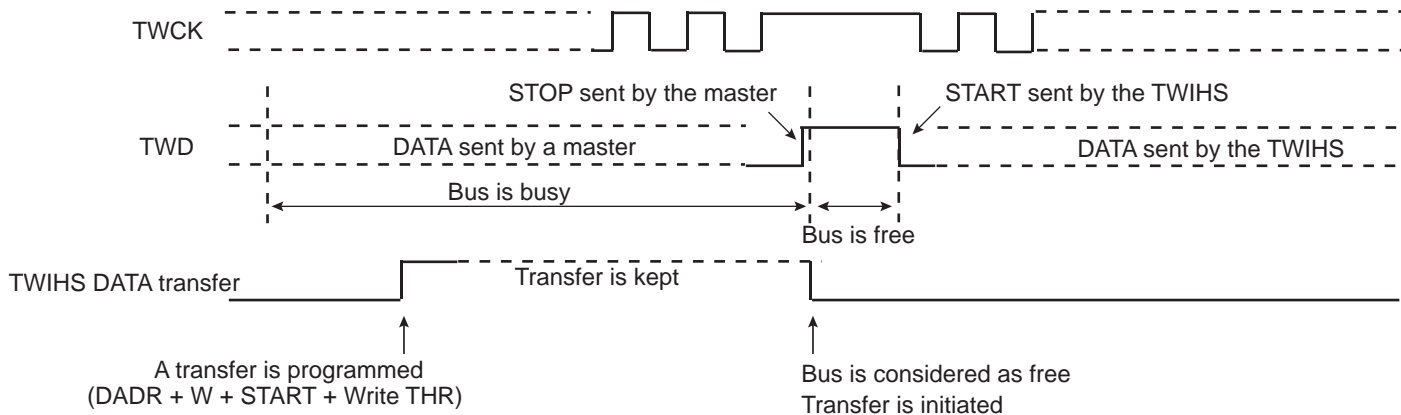 TWCK
STOP sent by the master
START sent by the TWIHS
TWD
DATA sent by a master
DATA sent by the TWIHS
Bus is busy
Bus is free
TWIHS DATA transfer
Transfer is kept
A transfer is programmed
(DADR + W + START + Write THR)
Bus is considered as free
Transfer is initiated